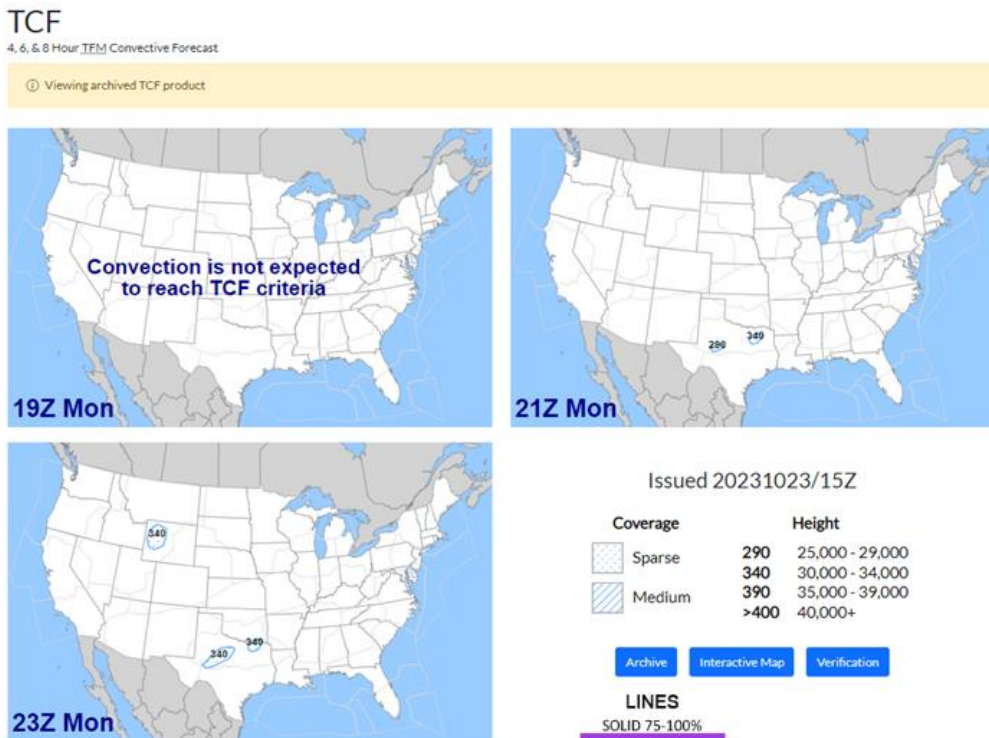 TCF
4, 6, & 8 Hour TFM Convective Forecast
Viewing archived TCF product
Convection is not expected
to reach TCF criteria
19Z Mon
290
340
21Z Mon
340
340
340
23Z Mon
Issued 20231023/15Z
Coverage Height
Sparse
Medium
290 25,000 - 29,000
340 30,000 - 34,000
390 35,000 - 39,000
>400 40,000+
Archive Interactive Map Verification
LINES
SOLID 75-100%